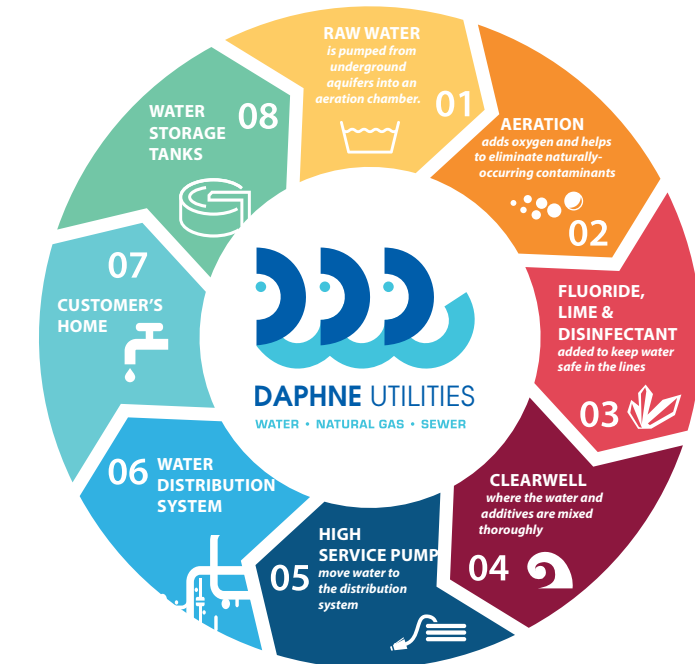 RAW WATER
is pumped from
underground
aquifers into an
aeration chamber.
01
AERATION
adds oxygen and helps
to eliminate naturally-
occurring contaminants
02
FLUORIDE,
LIME &
DISINFECTANT
added to keep water
safe in the lines
03
CLEARWELL
where the water and
additives are mixed
thoroughly
04
HIGH
SERVICE PUMP
05
move water to
the distribution
system
06
WATER
DISTRIBUTION
SYSTEM
07
CUSTOMER'S
HOME
08
WATER
STORAGE
TANKS
DAPHNE UTILITIES
WATER • NATURAL GAS • SEWER